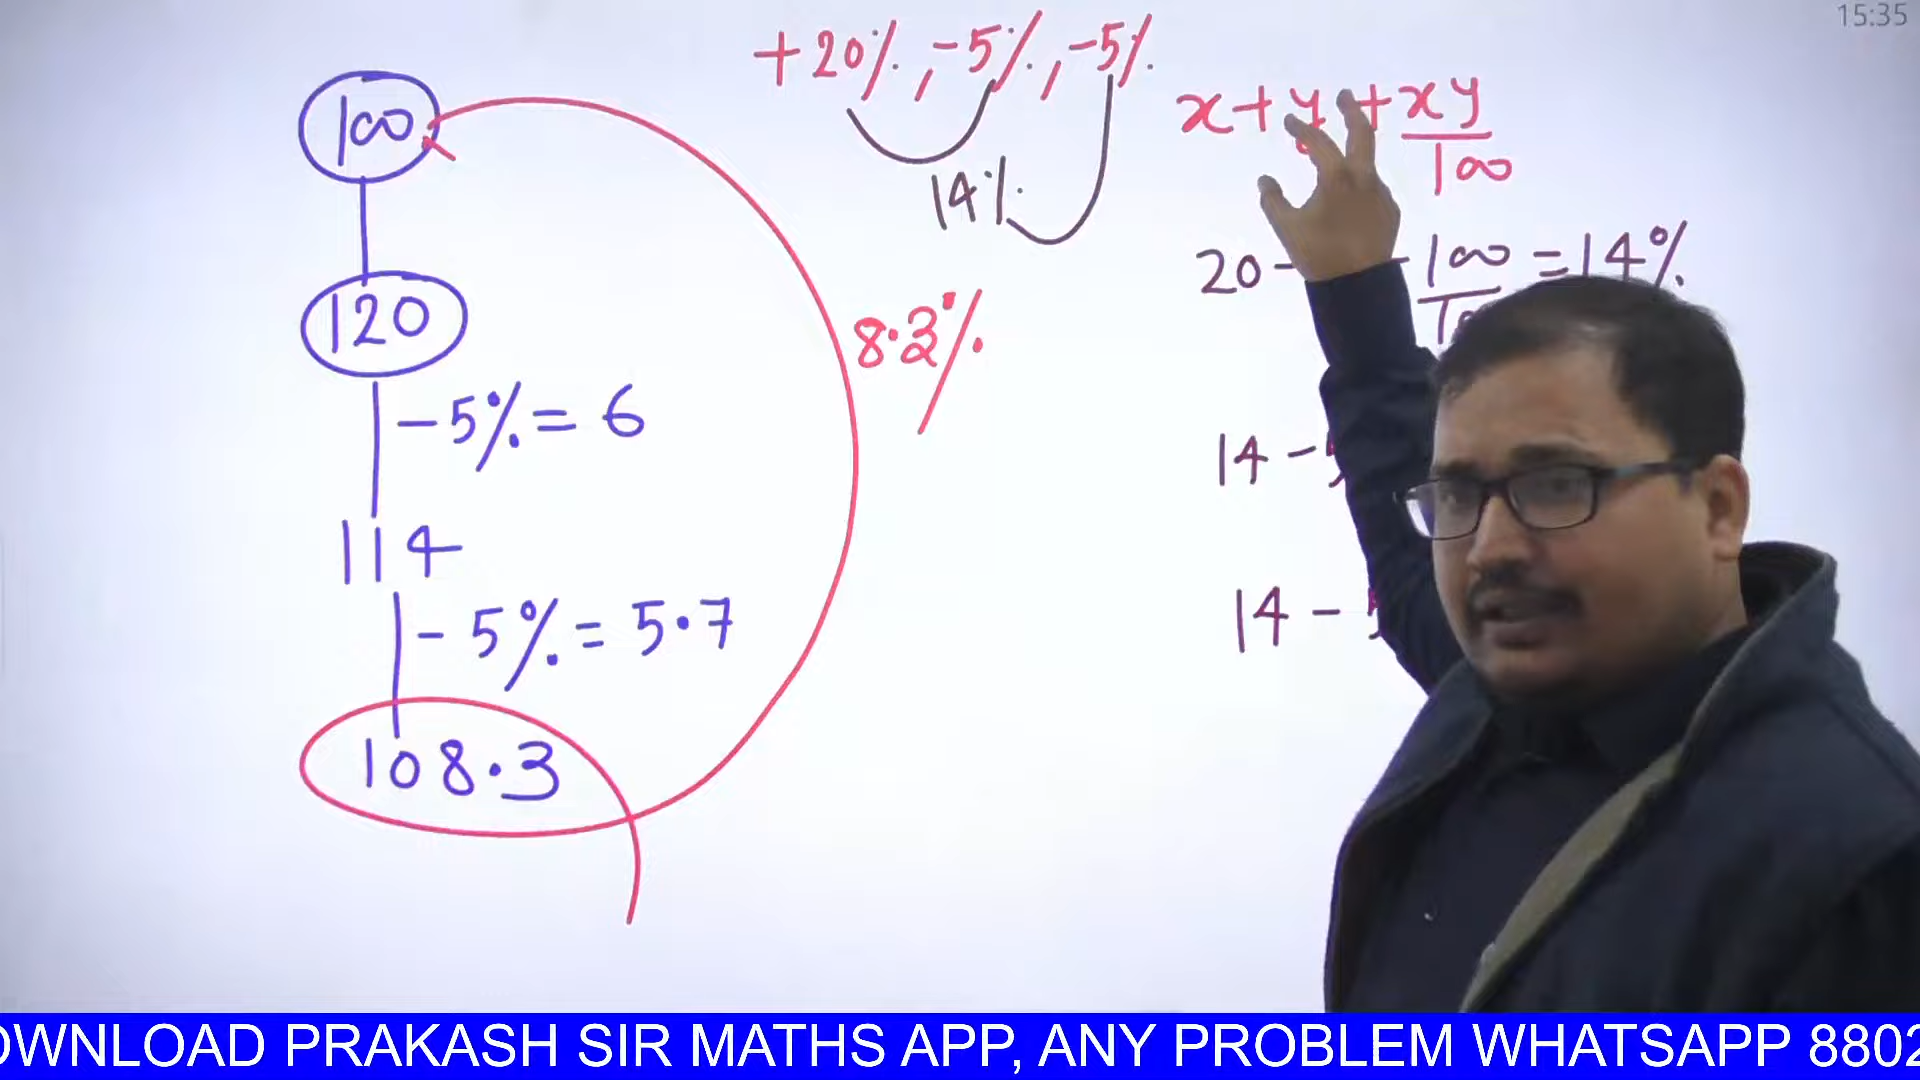 15:35
+20%, -5%, -5%
14%
100
120
-5% = 6
114
-5% = 5.7
108.3
8.3%
x+y+xy/100
20- 100 =14%
14 -
14 -
OWNLOAD PRAKASH SIR MATHS APP, ANY PROBLEM WHATSAPP 8802